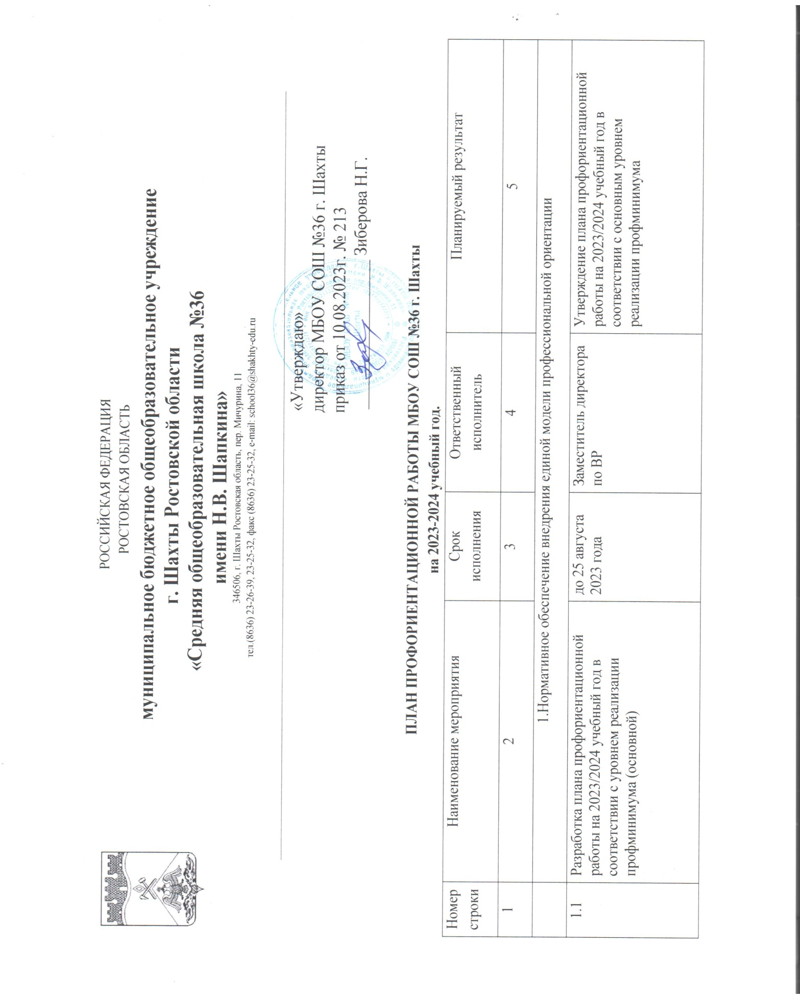 РОССИЙСКАЯ ФЕДЕРАЦИЯ
РОСТОВСКАЯ ОБЛАСТЬ
муниципальное бюджетное общеобразовательное учреждение
г. Шахты Ростовской области
«Средняя общеобразовательная школа №36
имени Н.В. Шапкина»
346506, г. Шахты Ростовская область, пер. Мичурина, 11
тел.(8636) 23-26-39, 23-25-32, факс (8636) 23-25-32, e-mail: school36@shakhty-edu.ru
«Утверждаю»
директор МБОУ СОШ №36 г. Шахты
приказ от 10.08.2023г. № 213
Зиберова Н.Г.
ПЛАН ПРОФОРИЕНТАЦИОННОЙ РАБОТЫ МБОУ СОШ №36 г. Шахты
на 2023-2024 учебный год.
Номер
строки
Наименование мероприятия
Срок
исполнения
Ответственный
исполнитель
Планируемый результат
1
2
3
4
5
1.Нормативное обеспечение внедрения единой модели профессиональной ориентации
1.1
Разработка плана профориентационной
работы на 2023/2024 учебный год в
соответствии с уровнем реализации
профминимума (основной)
до 25 августа
2023 года
Заместитель директора
по ВР
Утверждение плана профориентационной
работы на 2023/2024 учебный год в
соответствии с основным уровнем
реализации профминимума